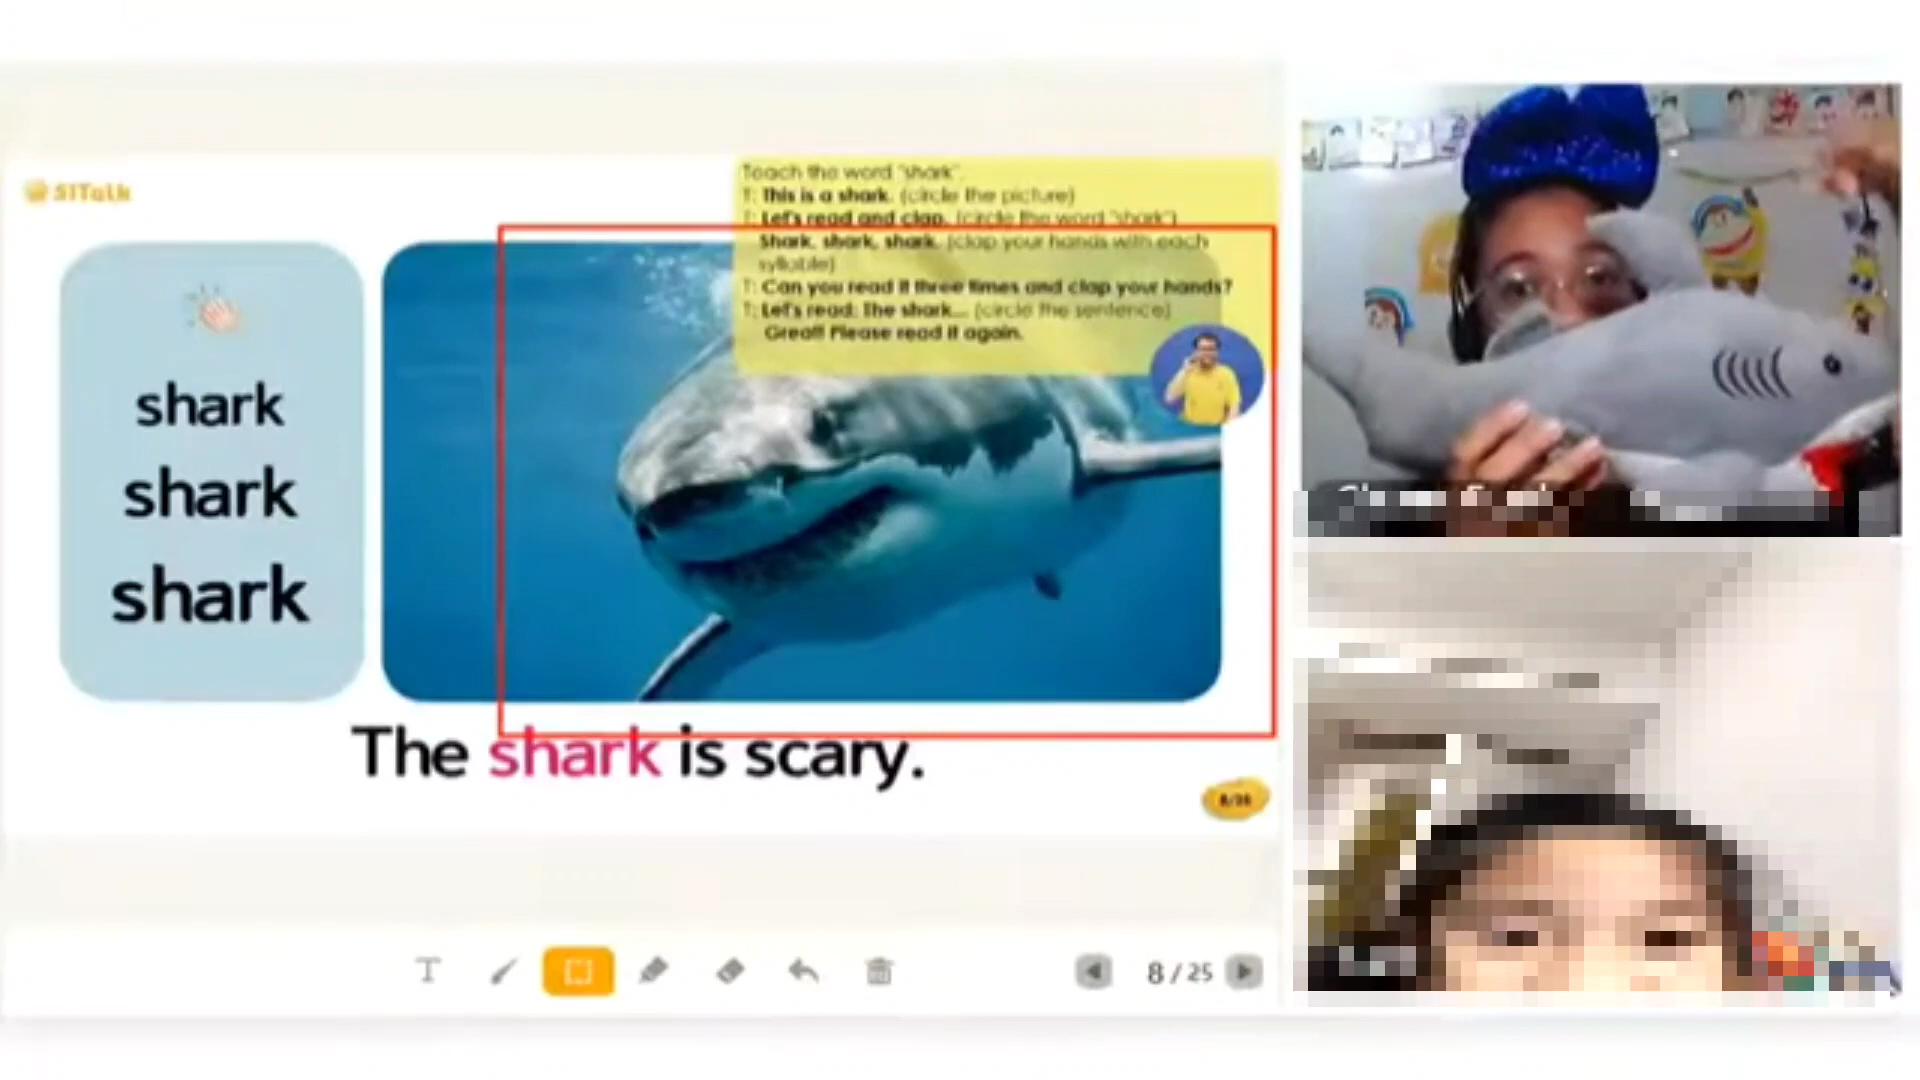 51Talk
Teach the word "shark".
T: This is a shark. (circle the picture)
T: Let's read and clap. (circle the word "shark")
Shark, shark, shark. (clap your hands with each
syllable)
T: Can you read it three times and clap your hands?
T: Let's read: The shark... (circle the sentence)
Great! Please read it again.
shark
shark
shark
The shark is scary.
8/25
T
8 / 25